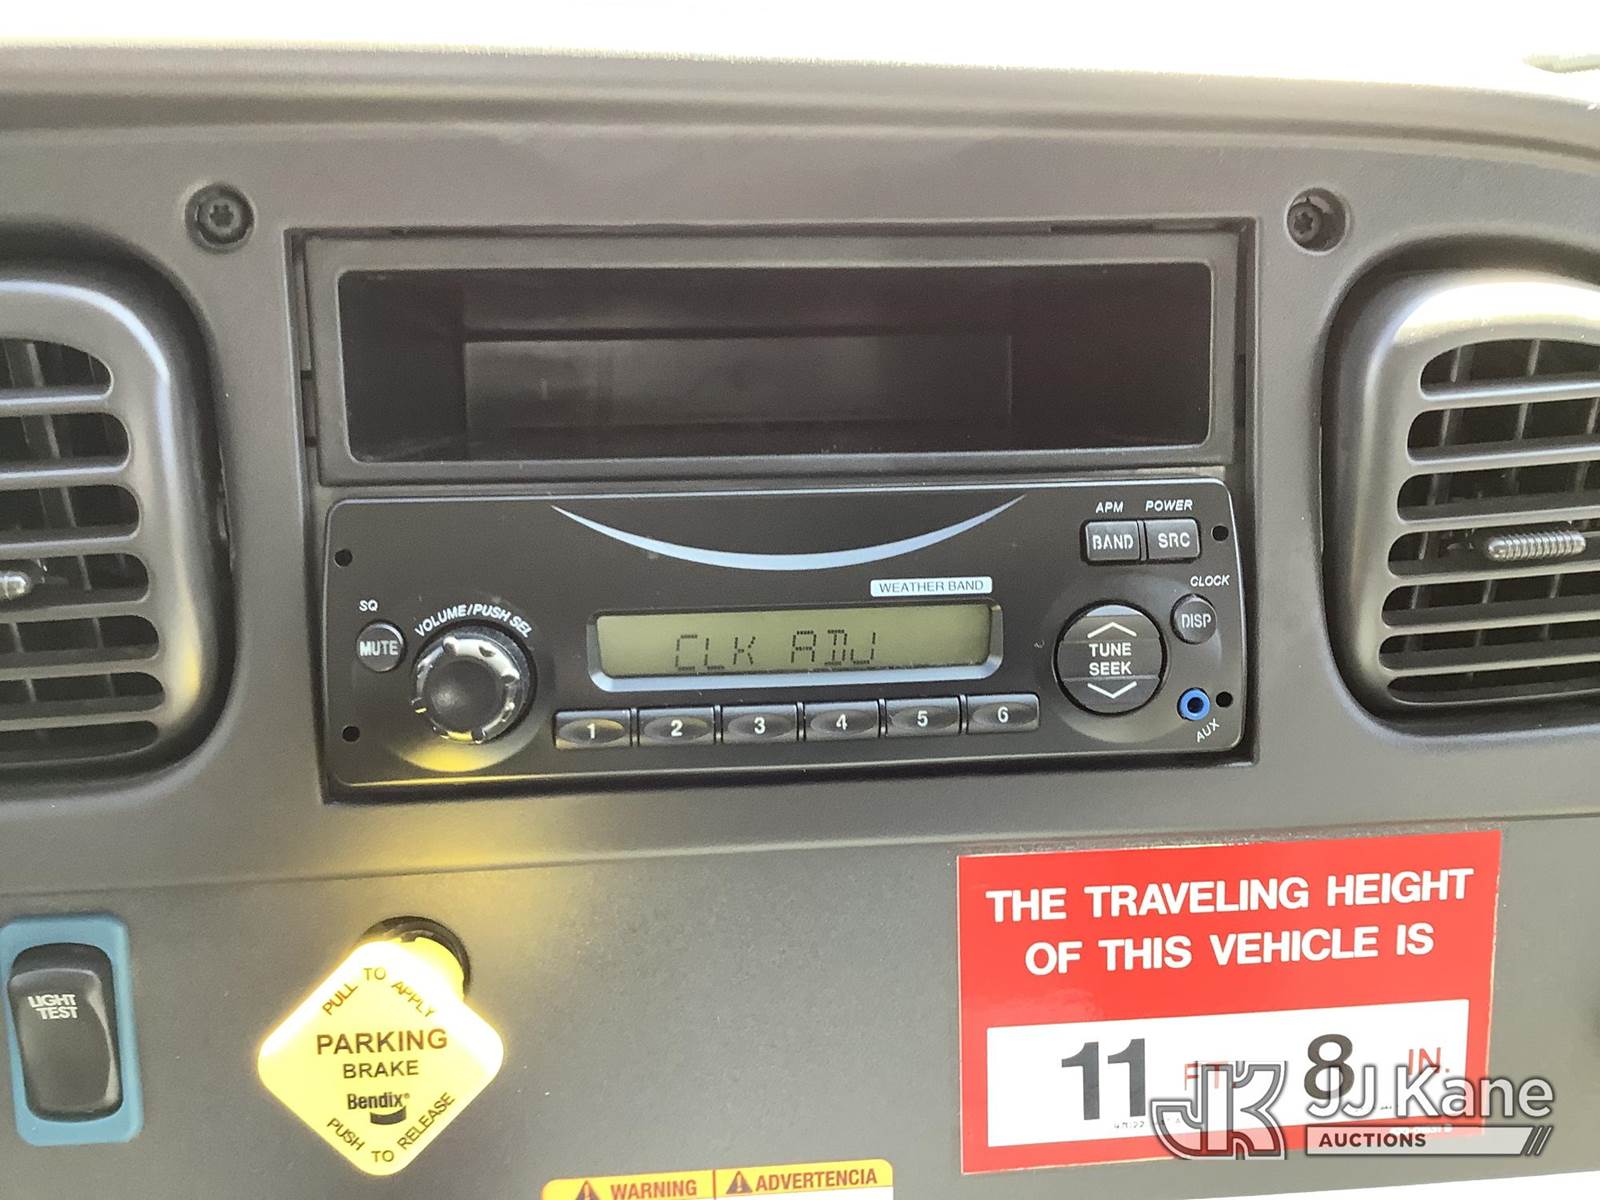 APM POWER
BAND SRC
WEATHER BAND
CLOCK
SQ
VOLUME/PUSH SEL
MUTE
CLK ADJ
DISP
TUNE
SEEK
1 2 3 4 5 6
AUX
THE TRAVELING HEIGHT
OF THIS VEHICLE IS
11 FT 8 IN.
LIGHT
TEST
PULL TO APPLY
PARKING
BRAKE
Bendix®
PUSH TO RELEASE
WARNING ADVERTENCIA
JJ Kane
AUCTIONS